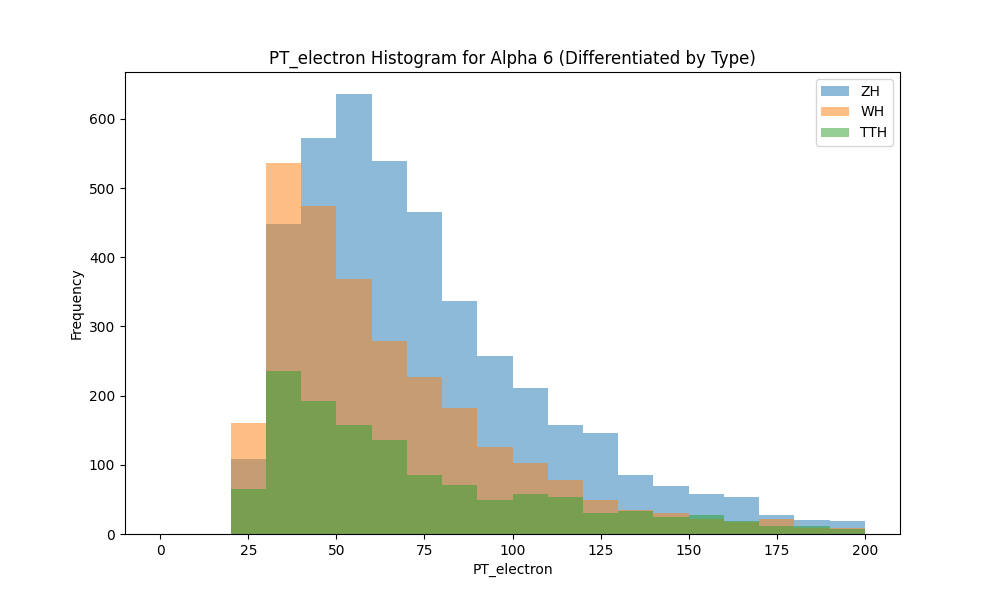 PT_electron Histogram for Alpha 6 (Differentiated by Type)
ZH
WH
TTH
Frequency
600
500
400
300
200
100
0
0 25 50 75 100 125 150 175 200
PT_electron